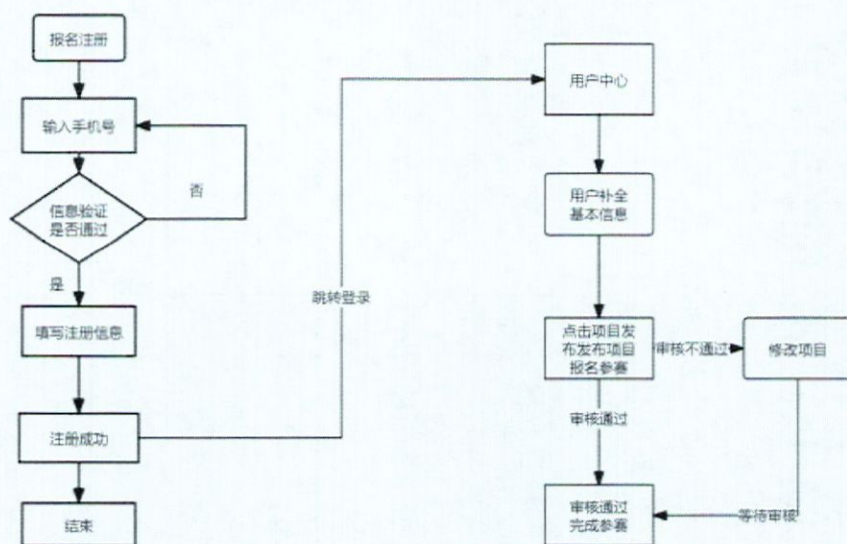 报名注册
输入手机号
否
信息验证
是否通过
是
填写注册信息
注册成功
结束
跳转登录
用户中心
用户补全
基本信息
点击项目发
布发布项目
报名参赛
审核不通过
修改项目
审核通过
审核通过
完成参赛
等待审核